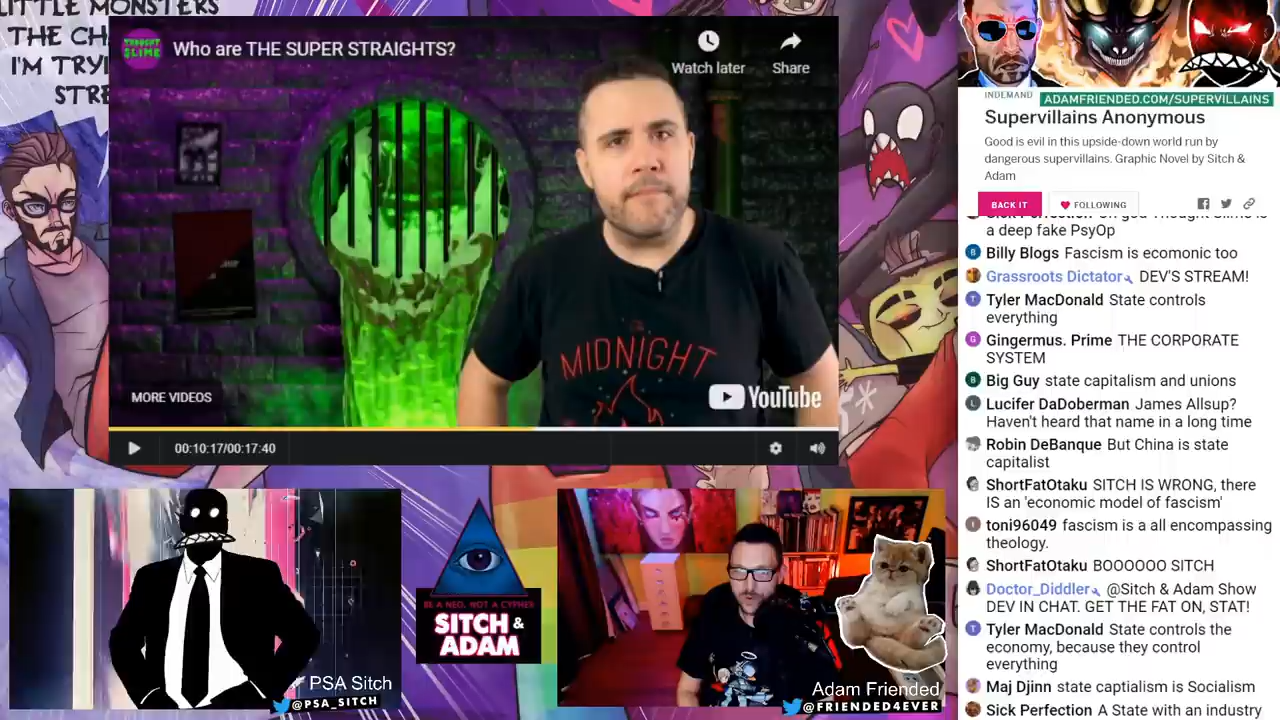 LITTLE MONSTERS
THE CH
I'M TRYI
STRE
THOUGHT
SLIME
Who are THE SUPER STRAIGHTS?
Watch later
Share
MIDNIGHT
MORE VIDEOS
YouTube
00:10:17/00:17:40
PSA Sitch
@PSA_SITCH
BE A NEO, NOT A CYPHER
SITCH &
ADAM
Adam Friended
@FRIENDED4EVER
INDEMAND
ADAMFRIENDED.COM/SUPERVILLAINS
Supervillains Anonymous
Good is evil in this upside-down world run by
dangerous supervillains. Graphic Novel by Sitch &
Adam
BACK IT
FOLLOWING
a deep fake PsyOp
Billy Blogs Fascism is ecomonic too
Grassroots Dictator DEV'S STREAM!
Tyler MacDonald State controls
everything
Gingermus. Prime THE CORPORATE
SYSTEM
Big Guy state capitalism and unions
Lucifer DaDoberman James Allsup?
Haven't heard that name in a long time
Robin DeBanque But China is state
capitalist
ShortFatOtaku SITCH IS WRONG, there
IS an 'economic model of fascism'
toni96049 fascism is a all encompassing
theology.
ShortFatOtaku BOOOOOO SITCH
Doctor_Diddler @Sitch & Adam Show
DEV IN CHAT. GET THE FAT ON, STAT!
Tyler MacDonald State controls the
economy, because they control
everything
Maj Djinn state captialism is Socialism
Sick Perfection A State with an industry